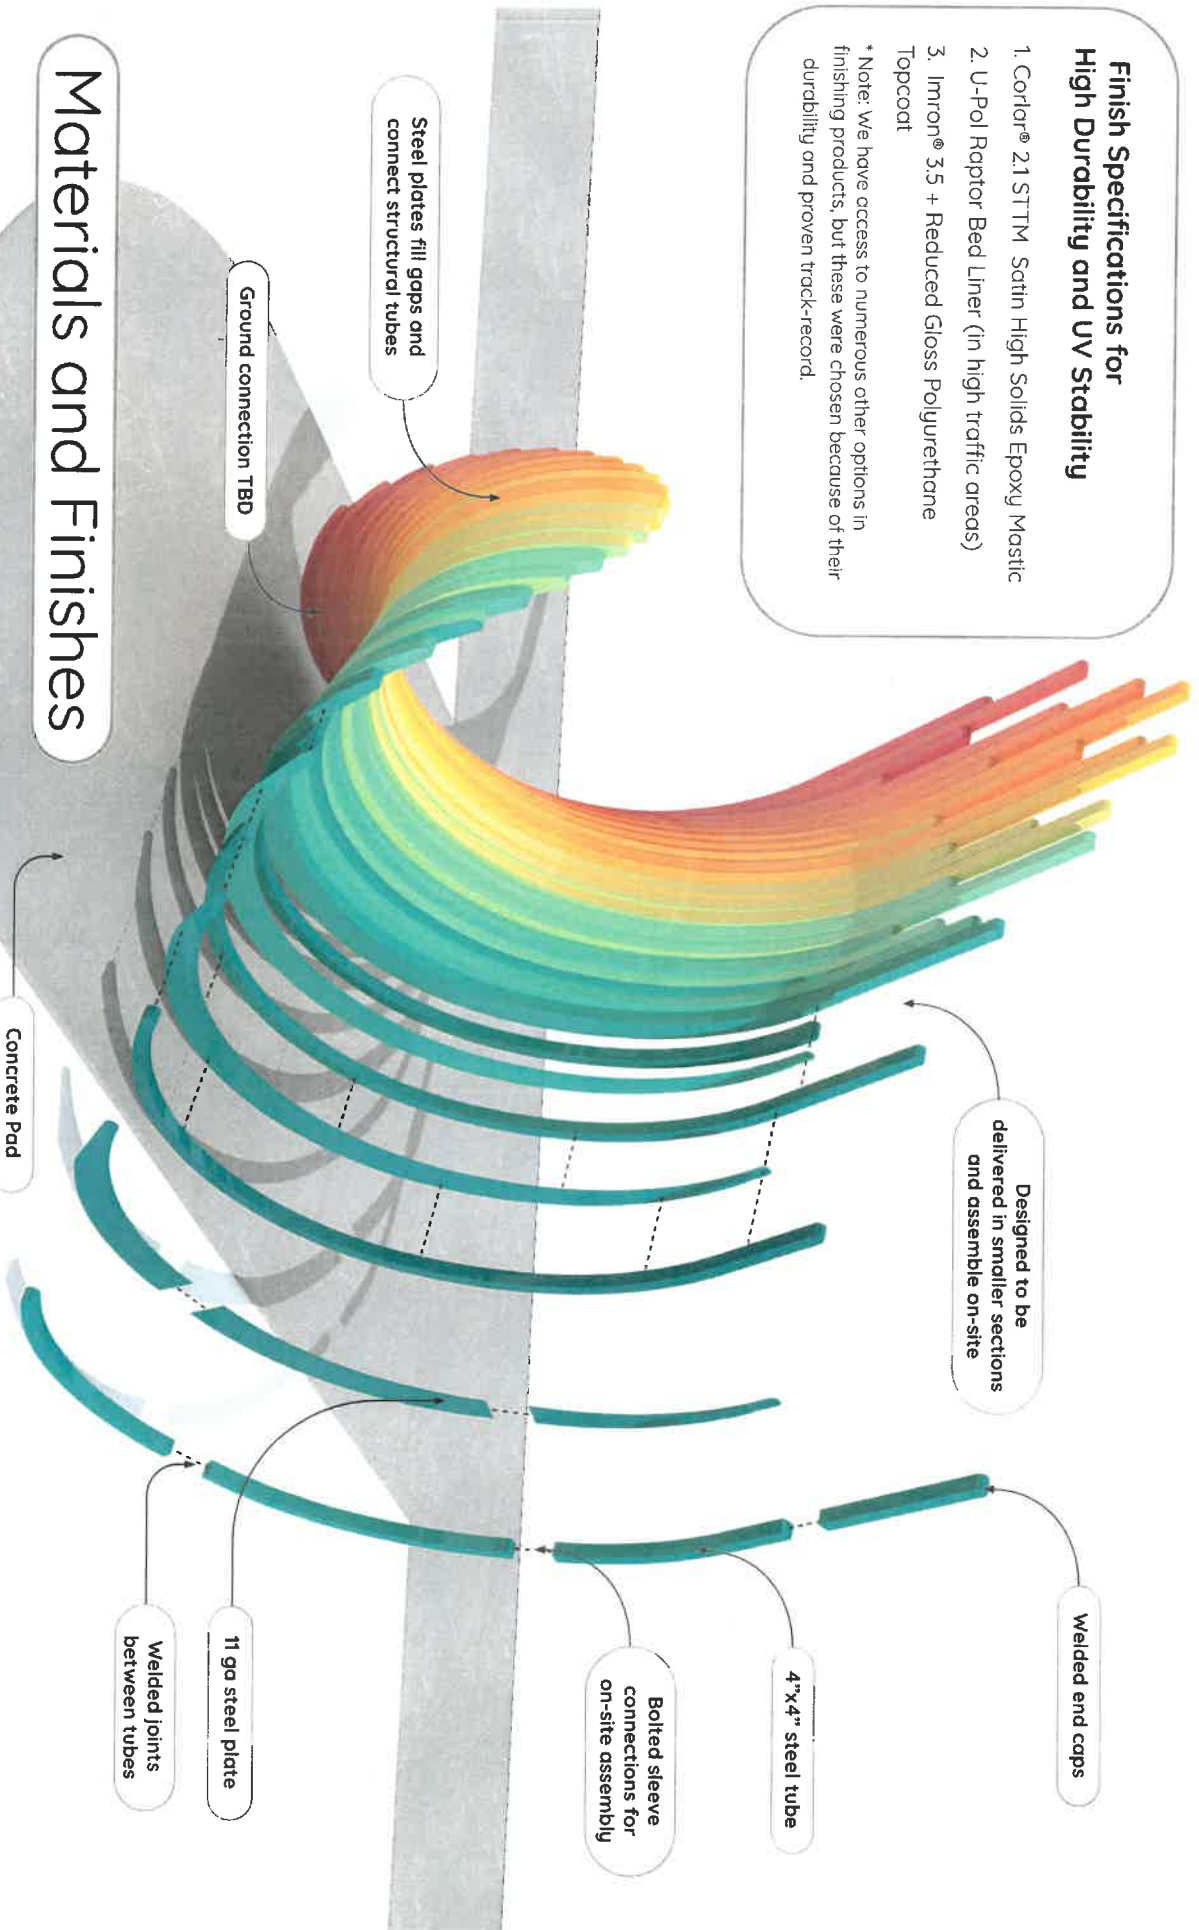 Finish Specifications for
High Durability and UV Stability
1. Corlar® 2.1 STTM Satin High Solids Epoxy Mastic
2. U-Pol Raptor Bed Liner (in high traffic areas)
3. Imron® 3.5 + Reduced Gloss Polyurethane
Topcoat
* Note: We have access to numerous other options in
finishing products, but these were chosen because of their
durability and proven track-record.
Designed to be
delivered in smaller sections
and assemble on-site
Welded end caps
4"x4" steel tube
Bolted sleeve
connections for
on-site assembly
11 ga steel plate
Welded joints
between tubes
Steel plates fill gaps and
connect structural tubes
Ground connection TBD
Concrete Pad
Materials and Finishes